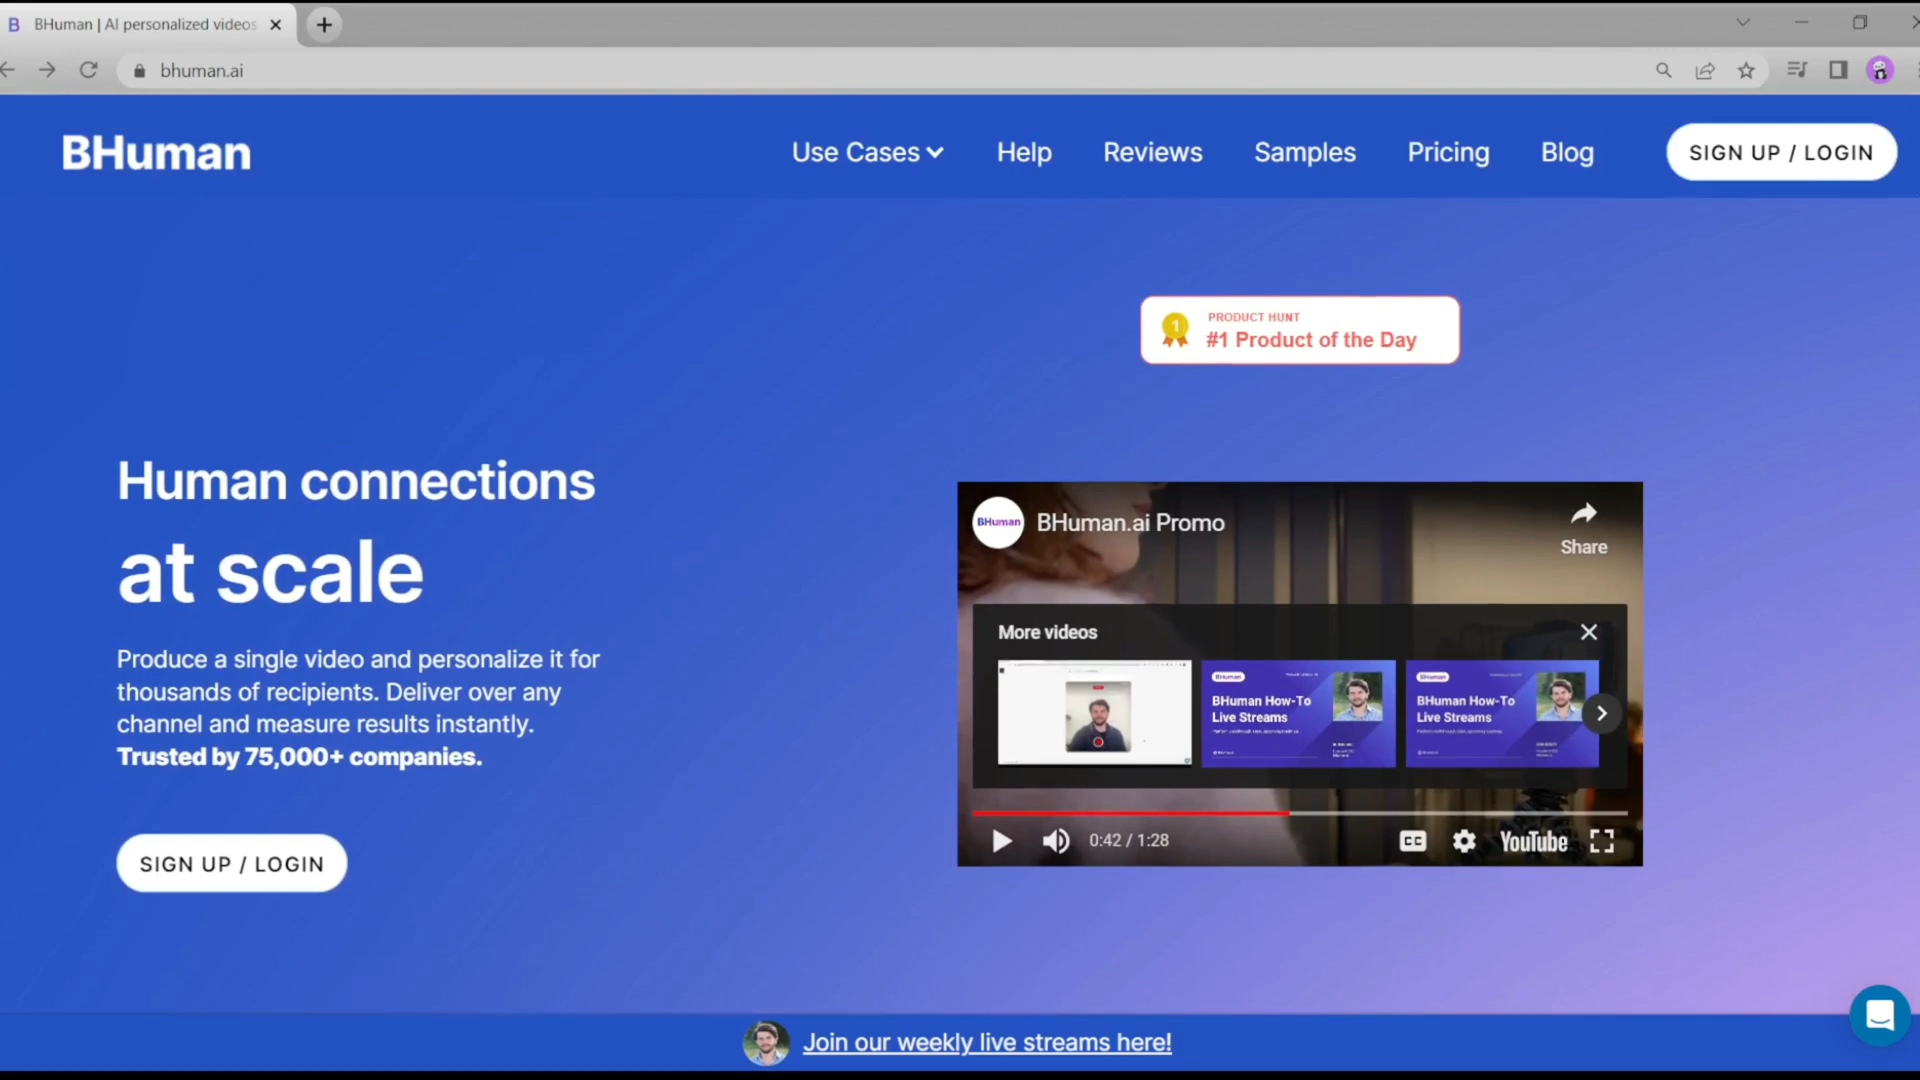 B BHuman | AI personalized videos
bhuman.ai
BHuman
Use Cases
Help
Reviews
Samples
Pricing
Blog
SIGN UP / LOGIN
1
PRODUCT HUNT
#1 Product of the Day
Human connections
at scale
Produce a single video and personalize it for
thousands of recipients. Deliver over any
channel and measure results instantly.
Trusted by 75,000+ companies.
SIGN UP / LOGIN
BHuman
BHuman.ai Promo
Share
More videos
BHuman
BHuman How-To
Live Streams
BHuman
BHuman How-To
Live Streams
0:42 / 1:28
CC
YouTube
Join our weekly live streams here!